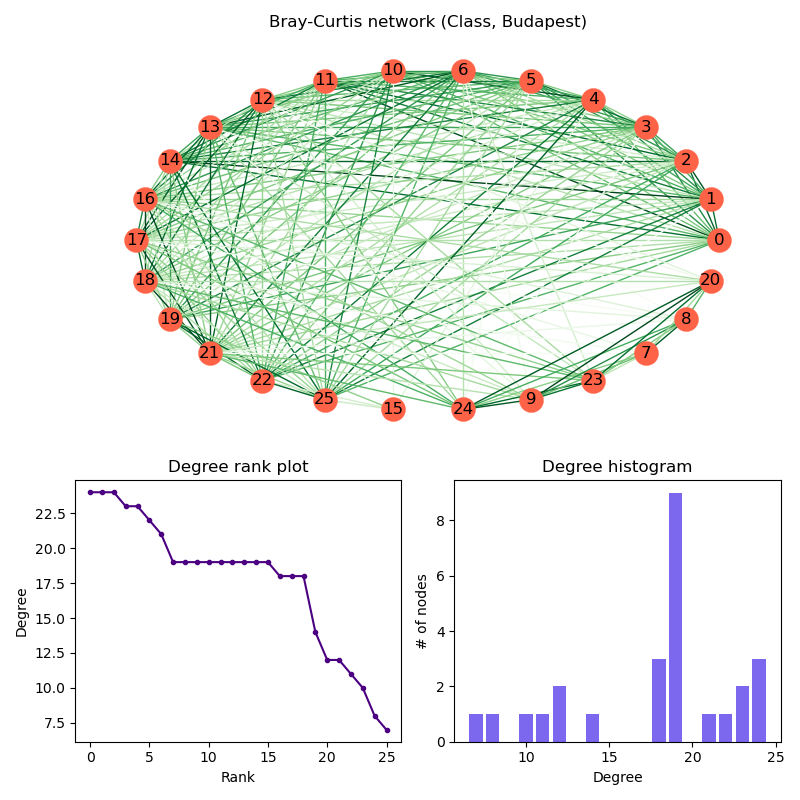 Bray-Curtis network (Class, Budapest)
10 6
11 5
12 4
13 3
14 2
16 1
17 0
18 20
19 8
21 7
22 23
25 9
15 24
Degree rank plot
Degree
22.5
20.0
17.5
15.0
12.5
10.0
7.5
0 5 10 15 20 25
Rank
Degree histogram
# of nodes
8
6
4
2
0
10 15 20 25
Degree